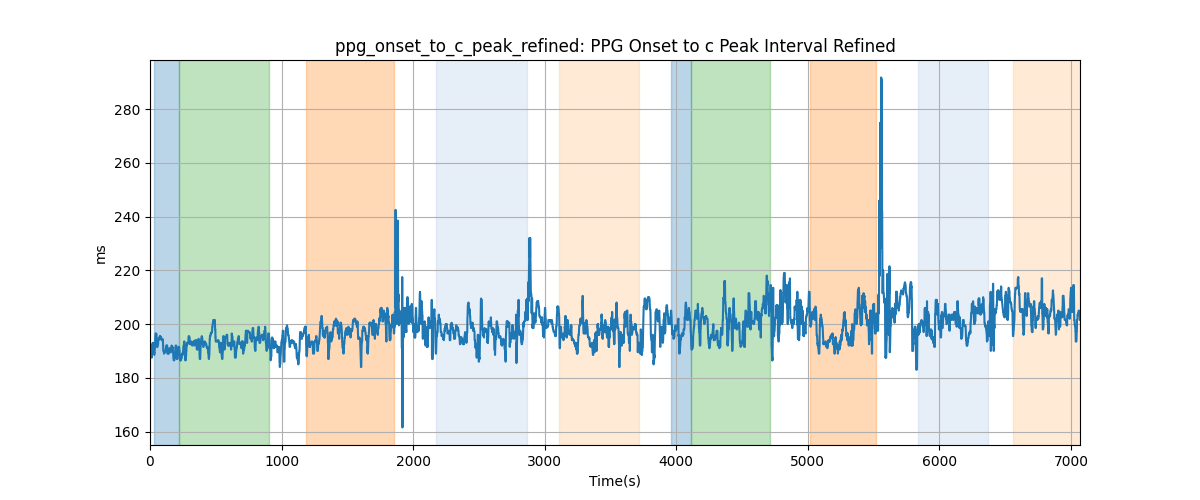 ppg_onset_to_c_peak_refined: PPG Onset to c Peak Interval Refined
280
260
240
220
200
180
160
ms
0 1000 2000 3000 4000 5000 6000 7000
Time(s)